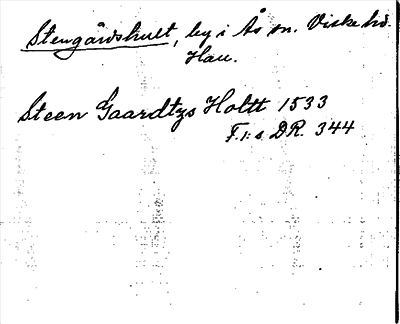 Stengårdshult, by i Ås sn. Viske hd.
Hall.
Steen Gaardtzs Holtt 1533
F.I:s DR. 344